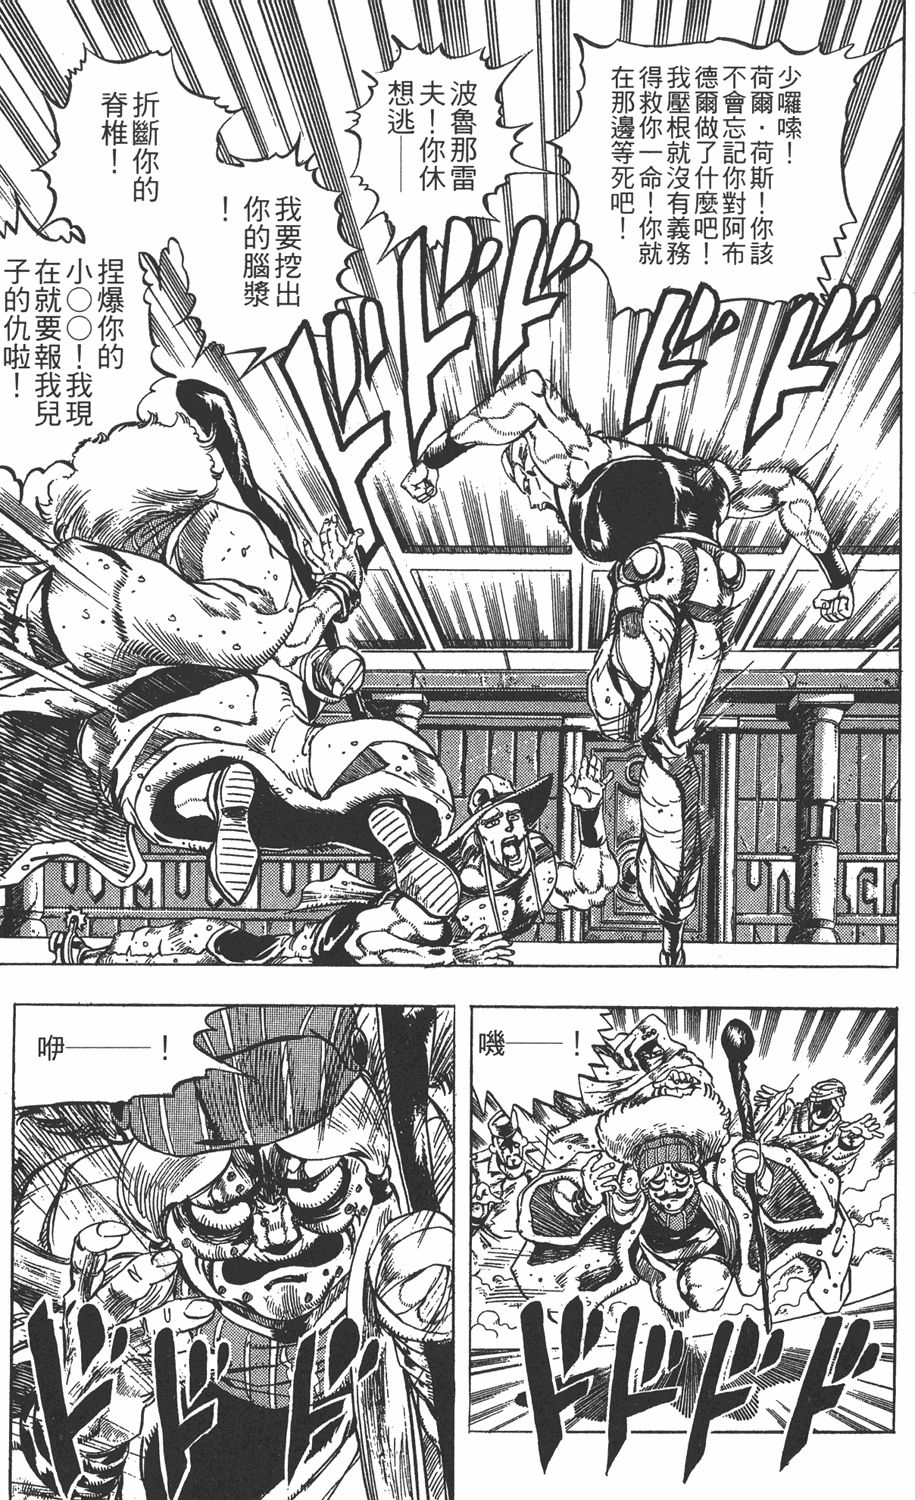 少囉嗦！
荷爾・荷斯！你該
不會忘記你對阿布
德爾做了什麼吧！
我壓根就沒有義務
得救你一命！你就
在那邊等死吧！
波魯那雷
夫！你休
想逃——
我要挖出
你的腦漿
！
折斷你的
脊椎！
捏爆你的
小○○！我現
在就要報我兒
子的仇啦！
ドドドド
ドド
嘰——！
ドドドド
咿——！
ドドド